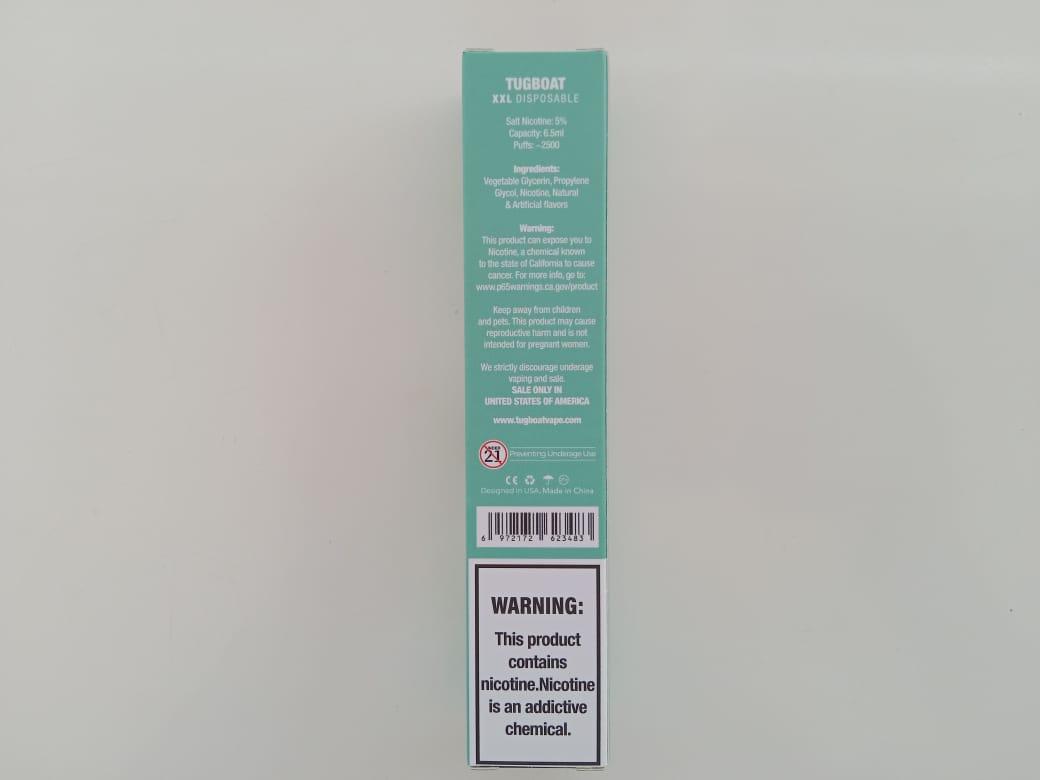 TUGBOAT
XXL DISPOSABLE
Salt Nicotine: 5%
Capacity: 6.5ml
Puffs: ~2500
Ingredients:
Vegetable Glycerin, Propylene
Glycol, Nicotine, Natural
& Artificial flavors
Warning:
This product can expose you to
Nicotine, a chemical known
to the state of California to cause
cancer. For more info, go to:
www.p65warnings.ca.gov/product
Keep away from children
and pets. This product may cause
reproductive harm and is not
intended for pregnant women.
We strictly discourage underage
vaping and sale.
SALE ONLY IN
UNITED STATES OF AMERICA
www.tugboatvape.com
UNDER
21
Preventing Underage Use
CE
Designed in USA. Made in China
6 972172 623483
WARNING:
This product
contains
nicotine.Nicotine
is an addictive
chemical.